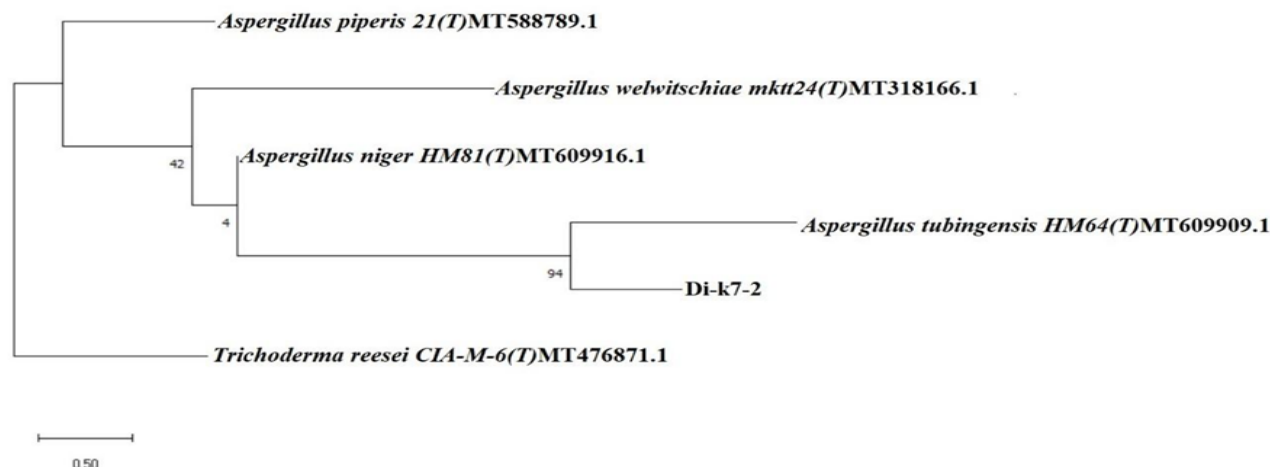 Aspergillus piperis 21(T)MT588789.1
Aspergillus welwitschiae mktt24(T)MT318166.1
42
Aspergillus niger HM81(T)MT609916.1
4
Aspergillus tubingensis HM64(T)MT609909.1
94
Di-k7-2
Trichoderma reesei CIA-M-6(T)MT476871.1
0.50